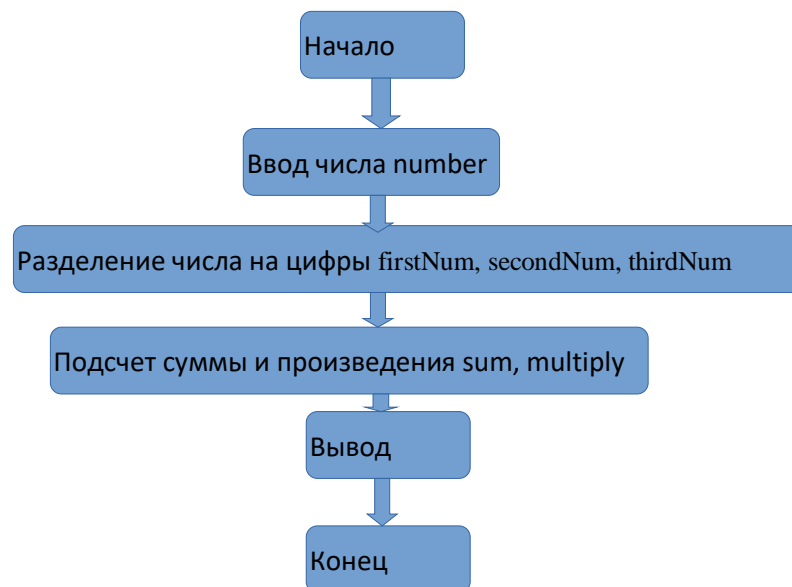 Начало
Ввод числа number
Разделение числа на цифры firstNum, secondNum, thirdNum
Подсчет суммы и произведения sum, multiply
Вывод
Конец